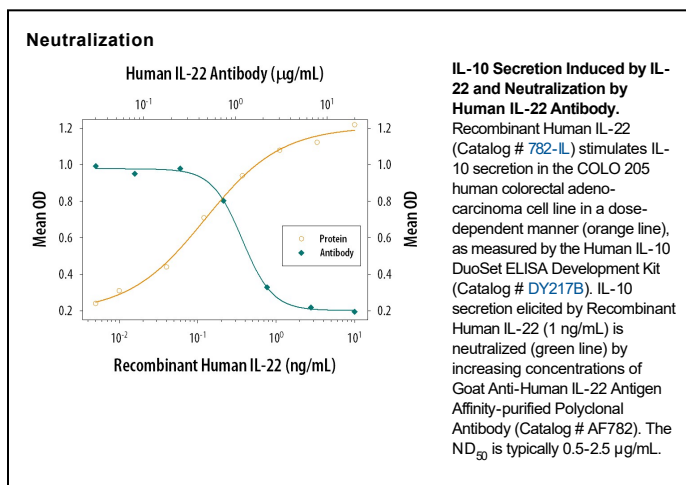 Neutralization
Human IL-22 Antibody (µg/mL)
10⁻¹ 10⁰ 10¹
1.2 1.2
1.0 1.0
0.8 0.8
0.6 0.6
0.4 0.4
0.2 0.2
Mean OD
Mean OD
Protein
Antibody
10⁻² 10⁻¹ 10⁰ 10¹
Recombinant Human IL-22 (ng/mL)
IL-10 Secretion Induced by IL-
22 and Neutralization by
Human IL-22 Antibody.
Recombinant Human IL-22
(Catalog # 782-IL) stimulates IL-
10 secretion in the COLO 205
human colorectal adeno-
carcinoma cell line in a dose-
dependent manner (orange line),
as measured by the Human IL-10
DuoSet ELISA Development Kit
(Catalog # DY217B). IL-10
secretion elicited by Recombinant
Human IL-22 (1 ng/mL) is
neutralized (green line) by
increasing concentrations of
Goat Anti-Human IL-22 Antigen
Affinity-purified Polyclonal
Antibody (Catalog # AF782). The
ND₅₀ is typically 0.5-2.5 µg/mL.